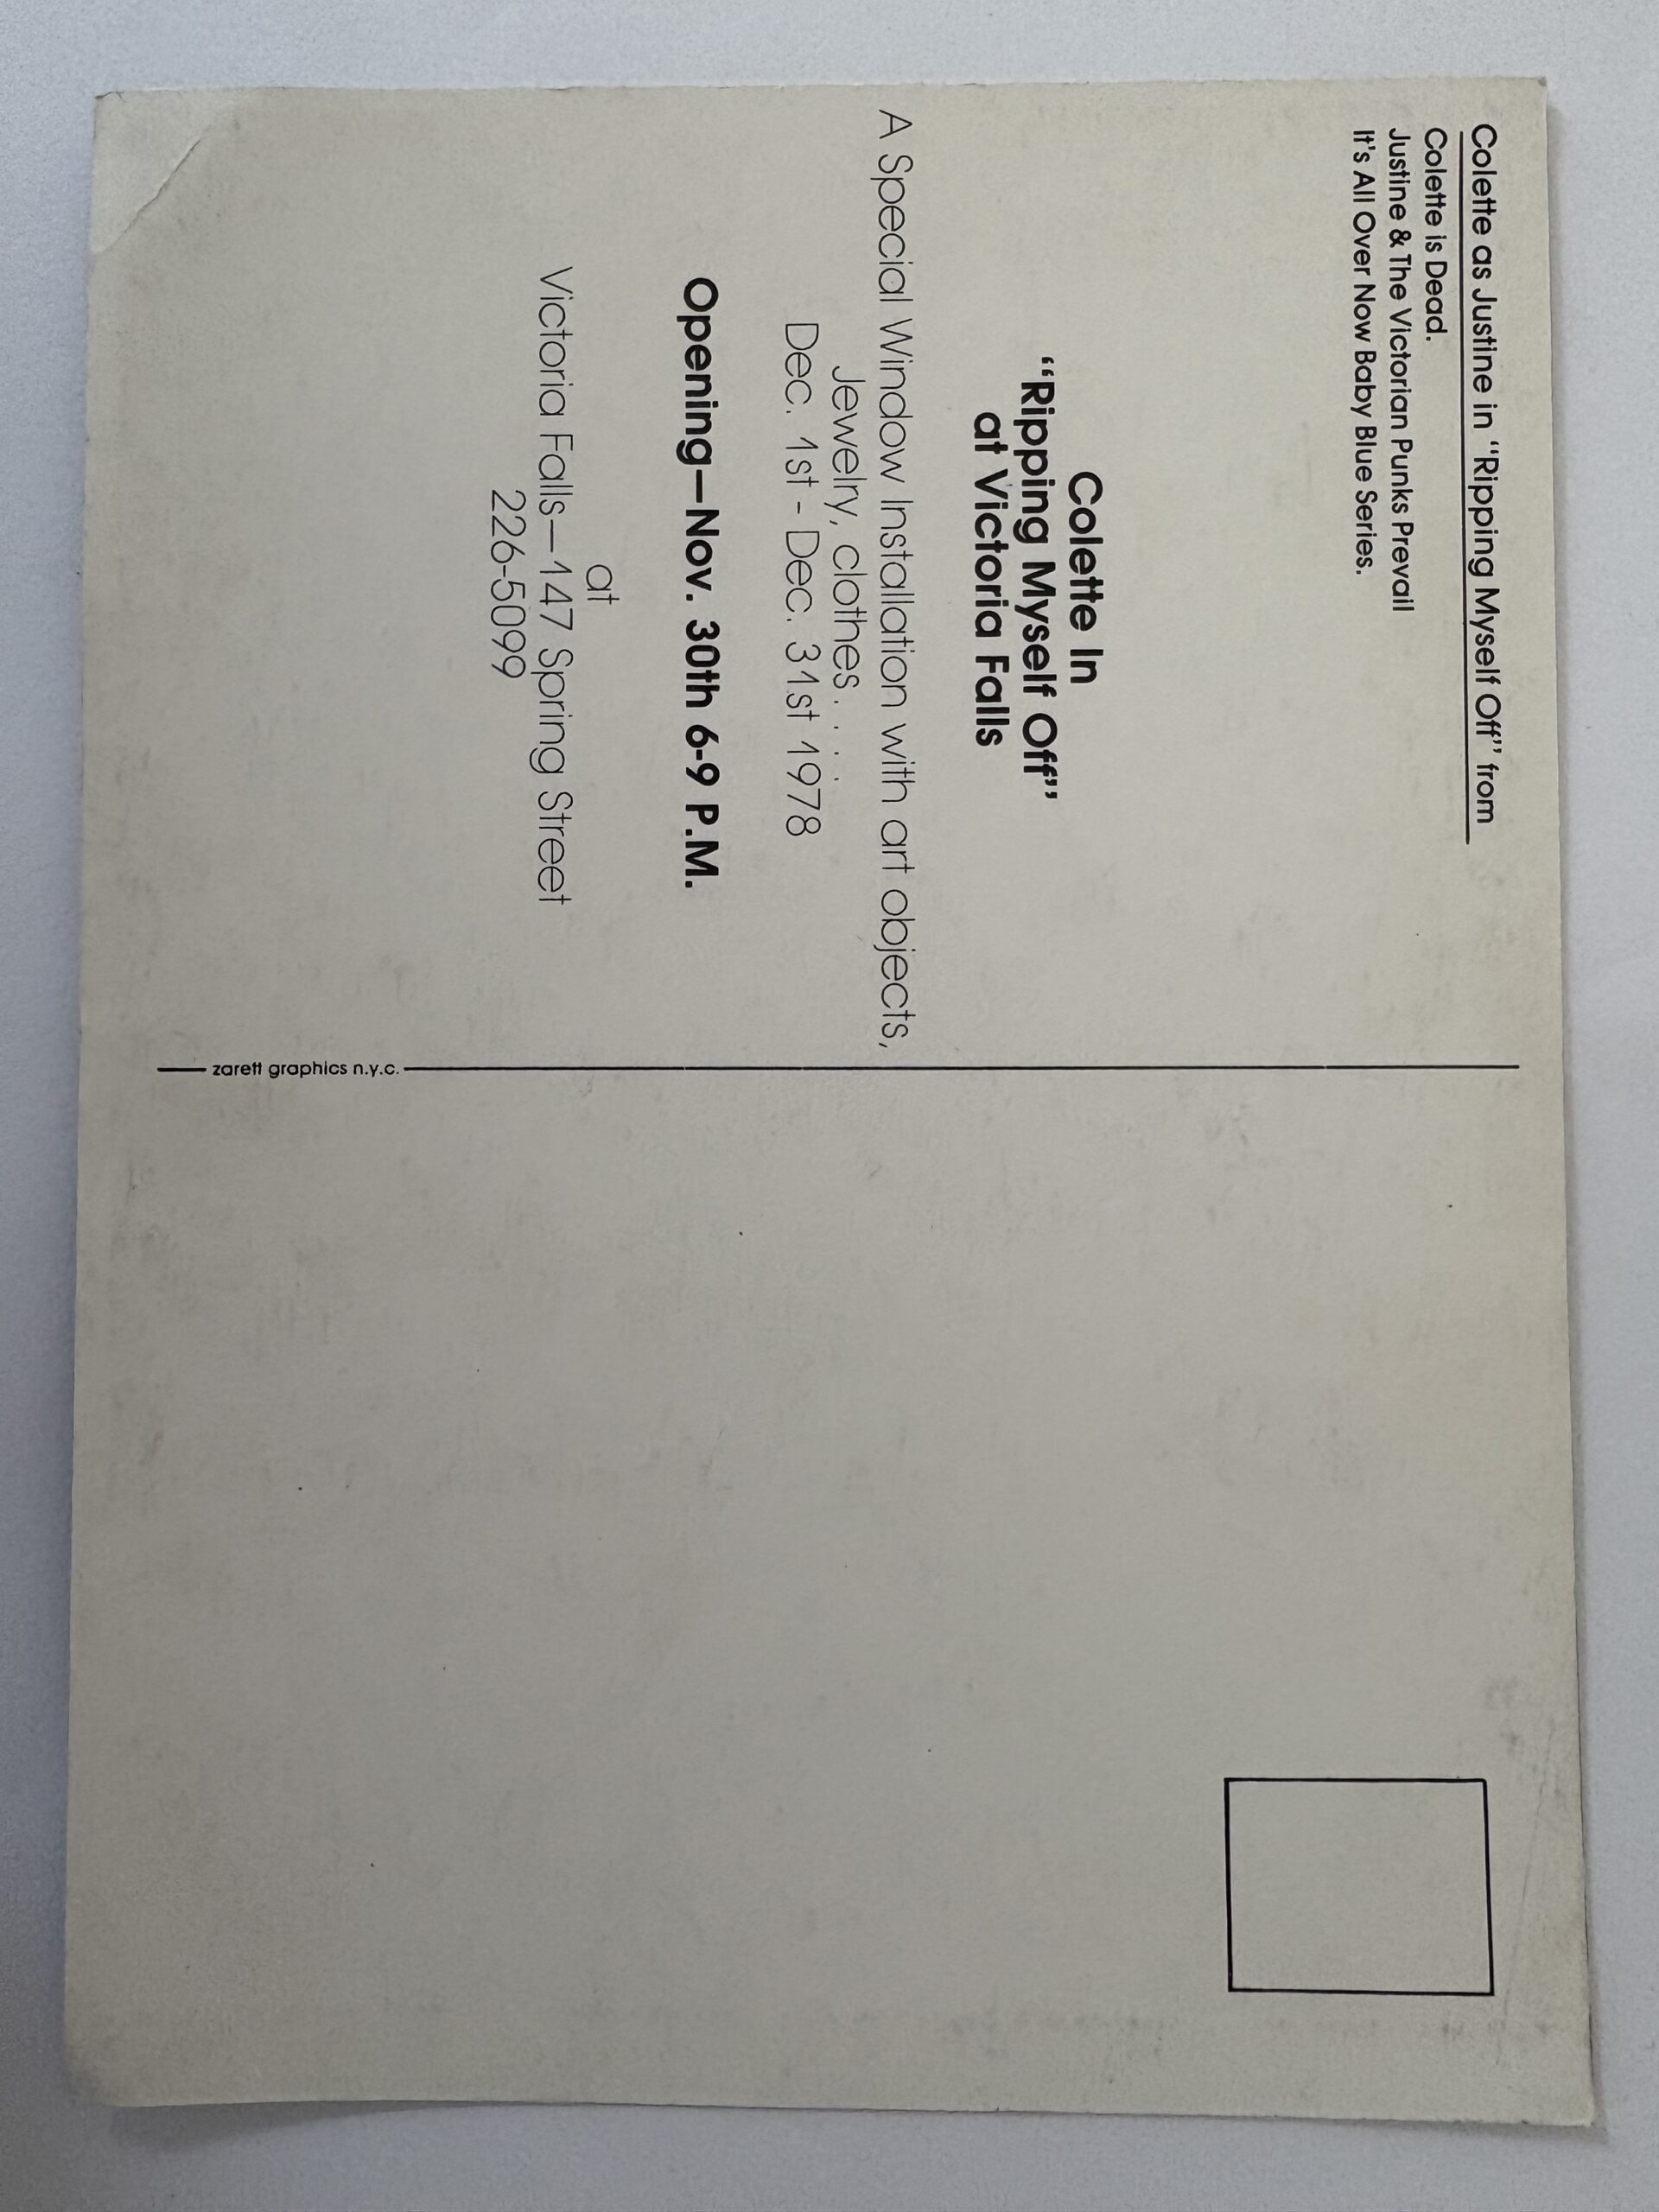 Colette as Justine in "Ripping Myself Off" from
Colette is Dead.
Justine & The Victorian Punks Prevail
It's All Over Now Baby Blue Series.
Colette In
"Ripping Myself Off"
at Victoria Falls
A Special Window Installation with art objects,
Jewelry, clothes . . .
Dec. 1st - Dec. 31st 1978
Opening—Nov. 30th 6-9 P.M.
at
Victoria Falls—147 Spring Street
226-5099
zarett graphics n.y.c.